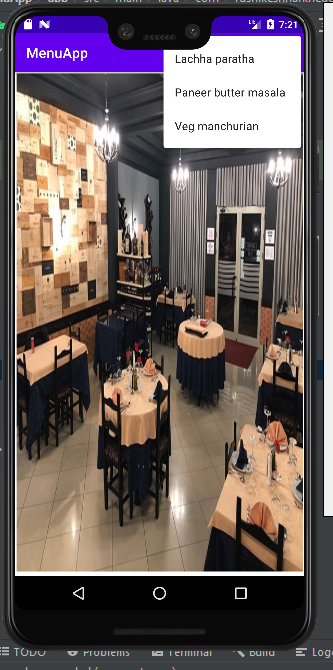 7:21
MenuApp
Lachha paratha
Paneer butter masala
Veg manchurian
TODO
Problems
Terminal
Build